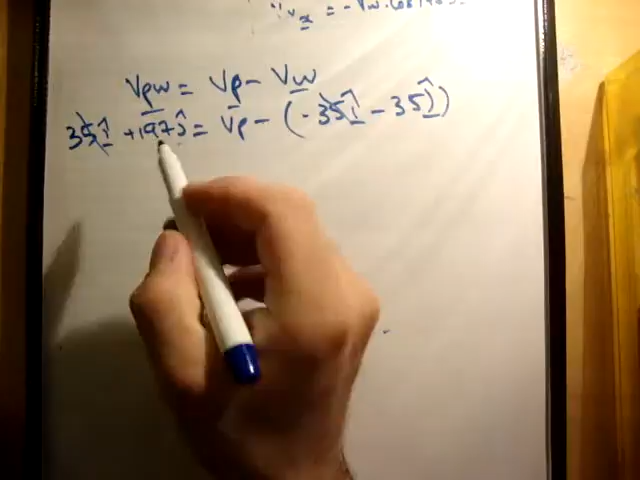 Vpw = Vp - Vw
35î + 197ĵ = Vp - (-35î - 35ĵ)